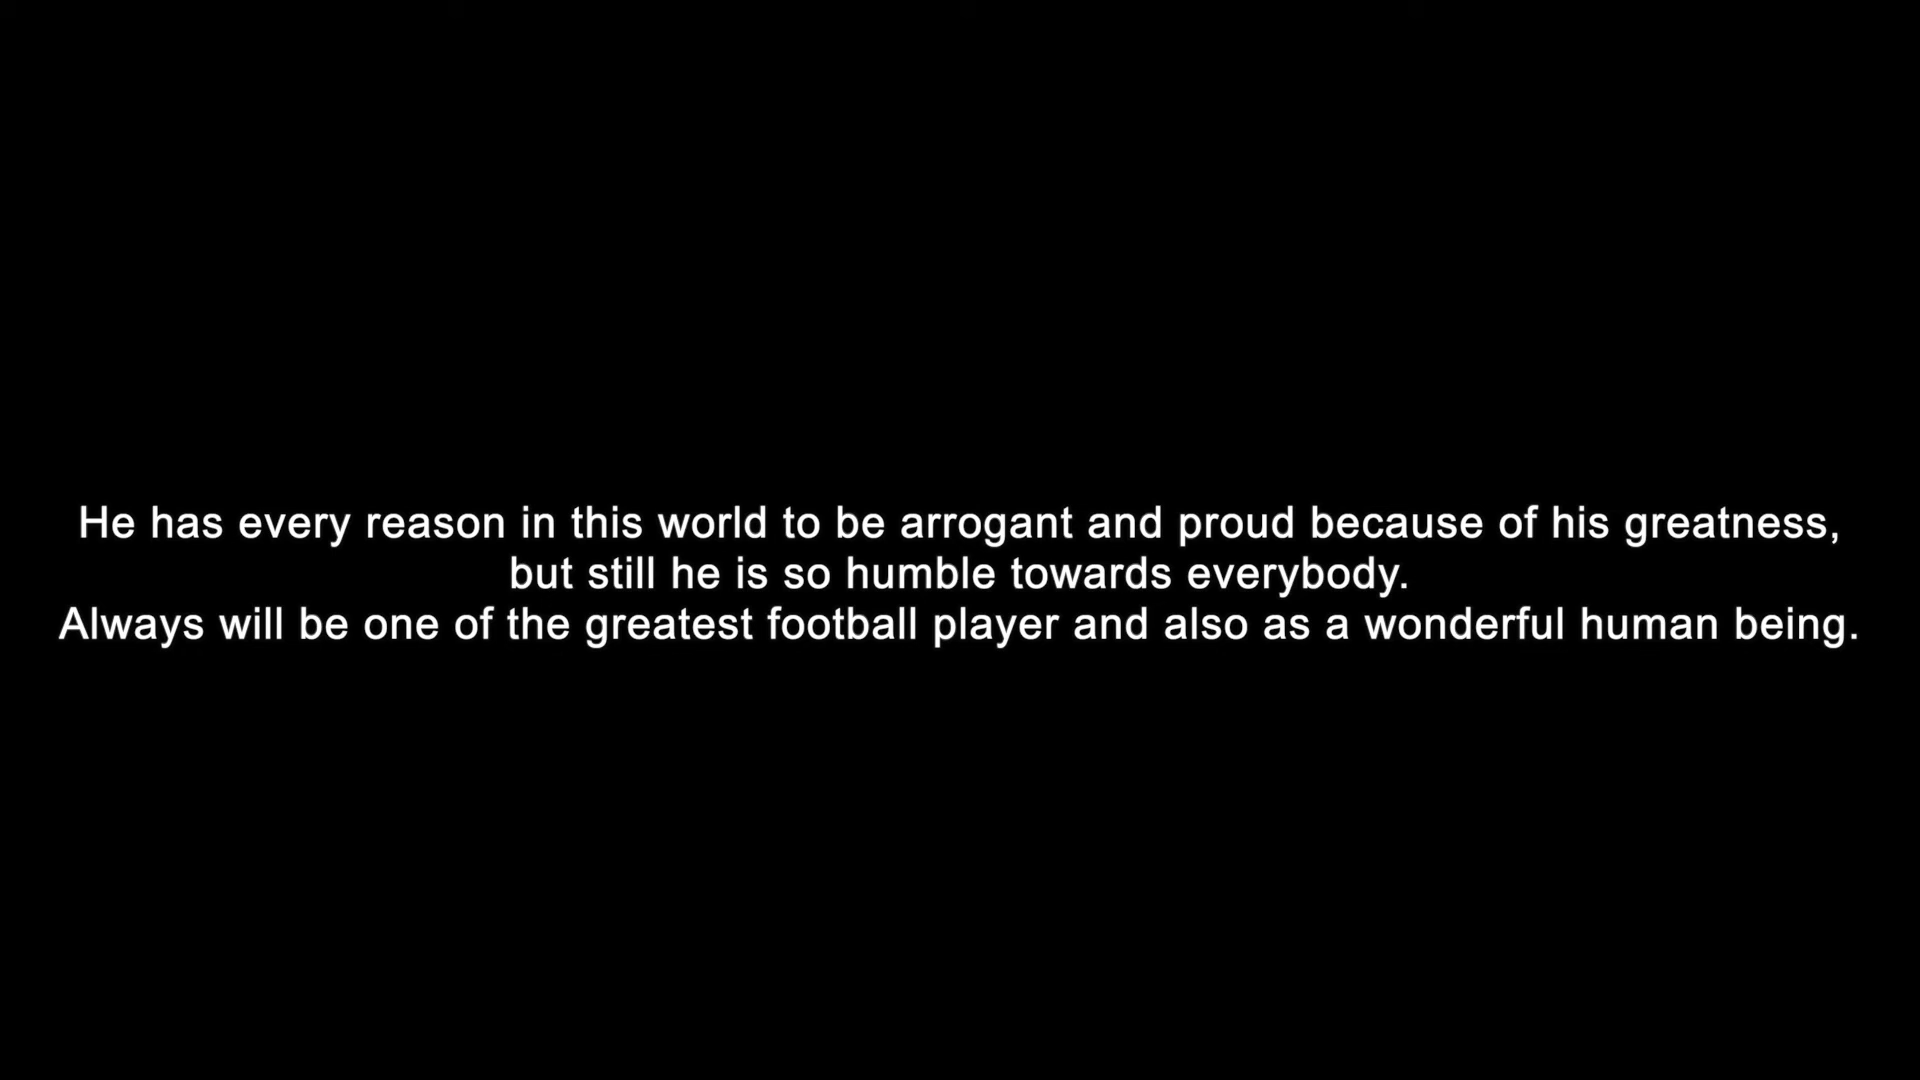 He has every reason in this world to be arrogant and proud because of his greatness,
but still he is so humble towards everybody.
Always will be one of the greatest football player and also as a wonderful human being.